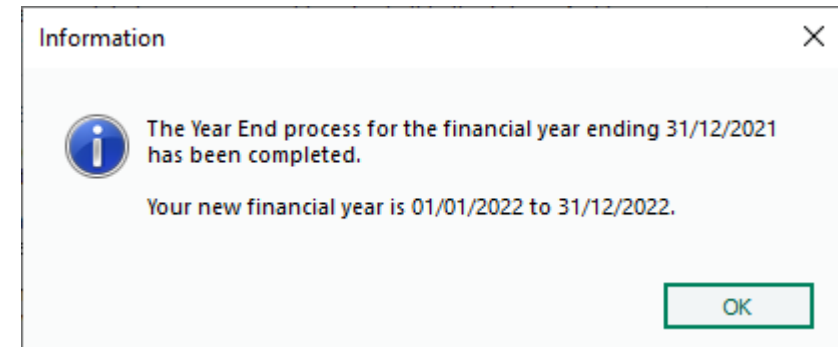 Information
The Year End process for the financial year ending 31/12/2021
has been completed.
Your new financial year is 01/01/2022 to 31/12/2022.
OK